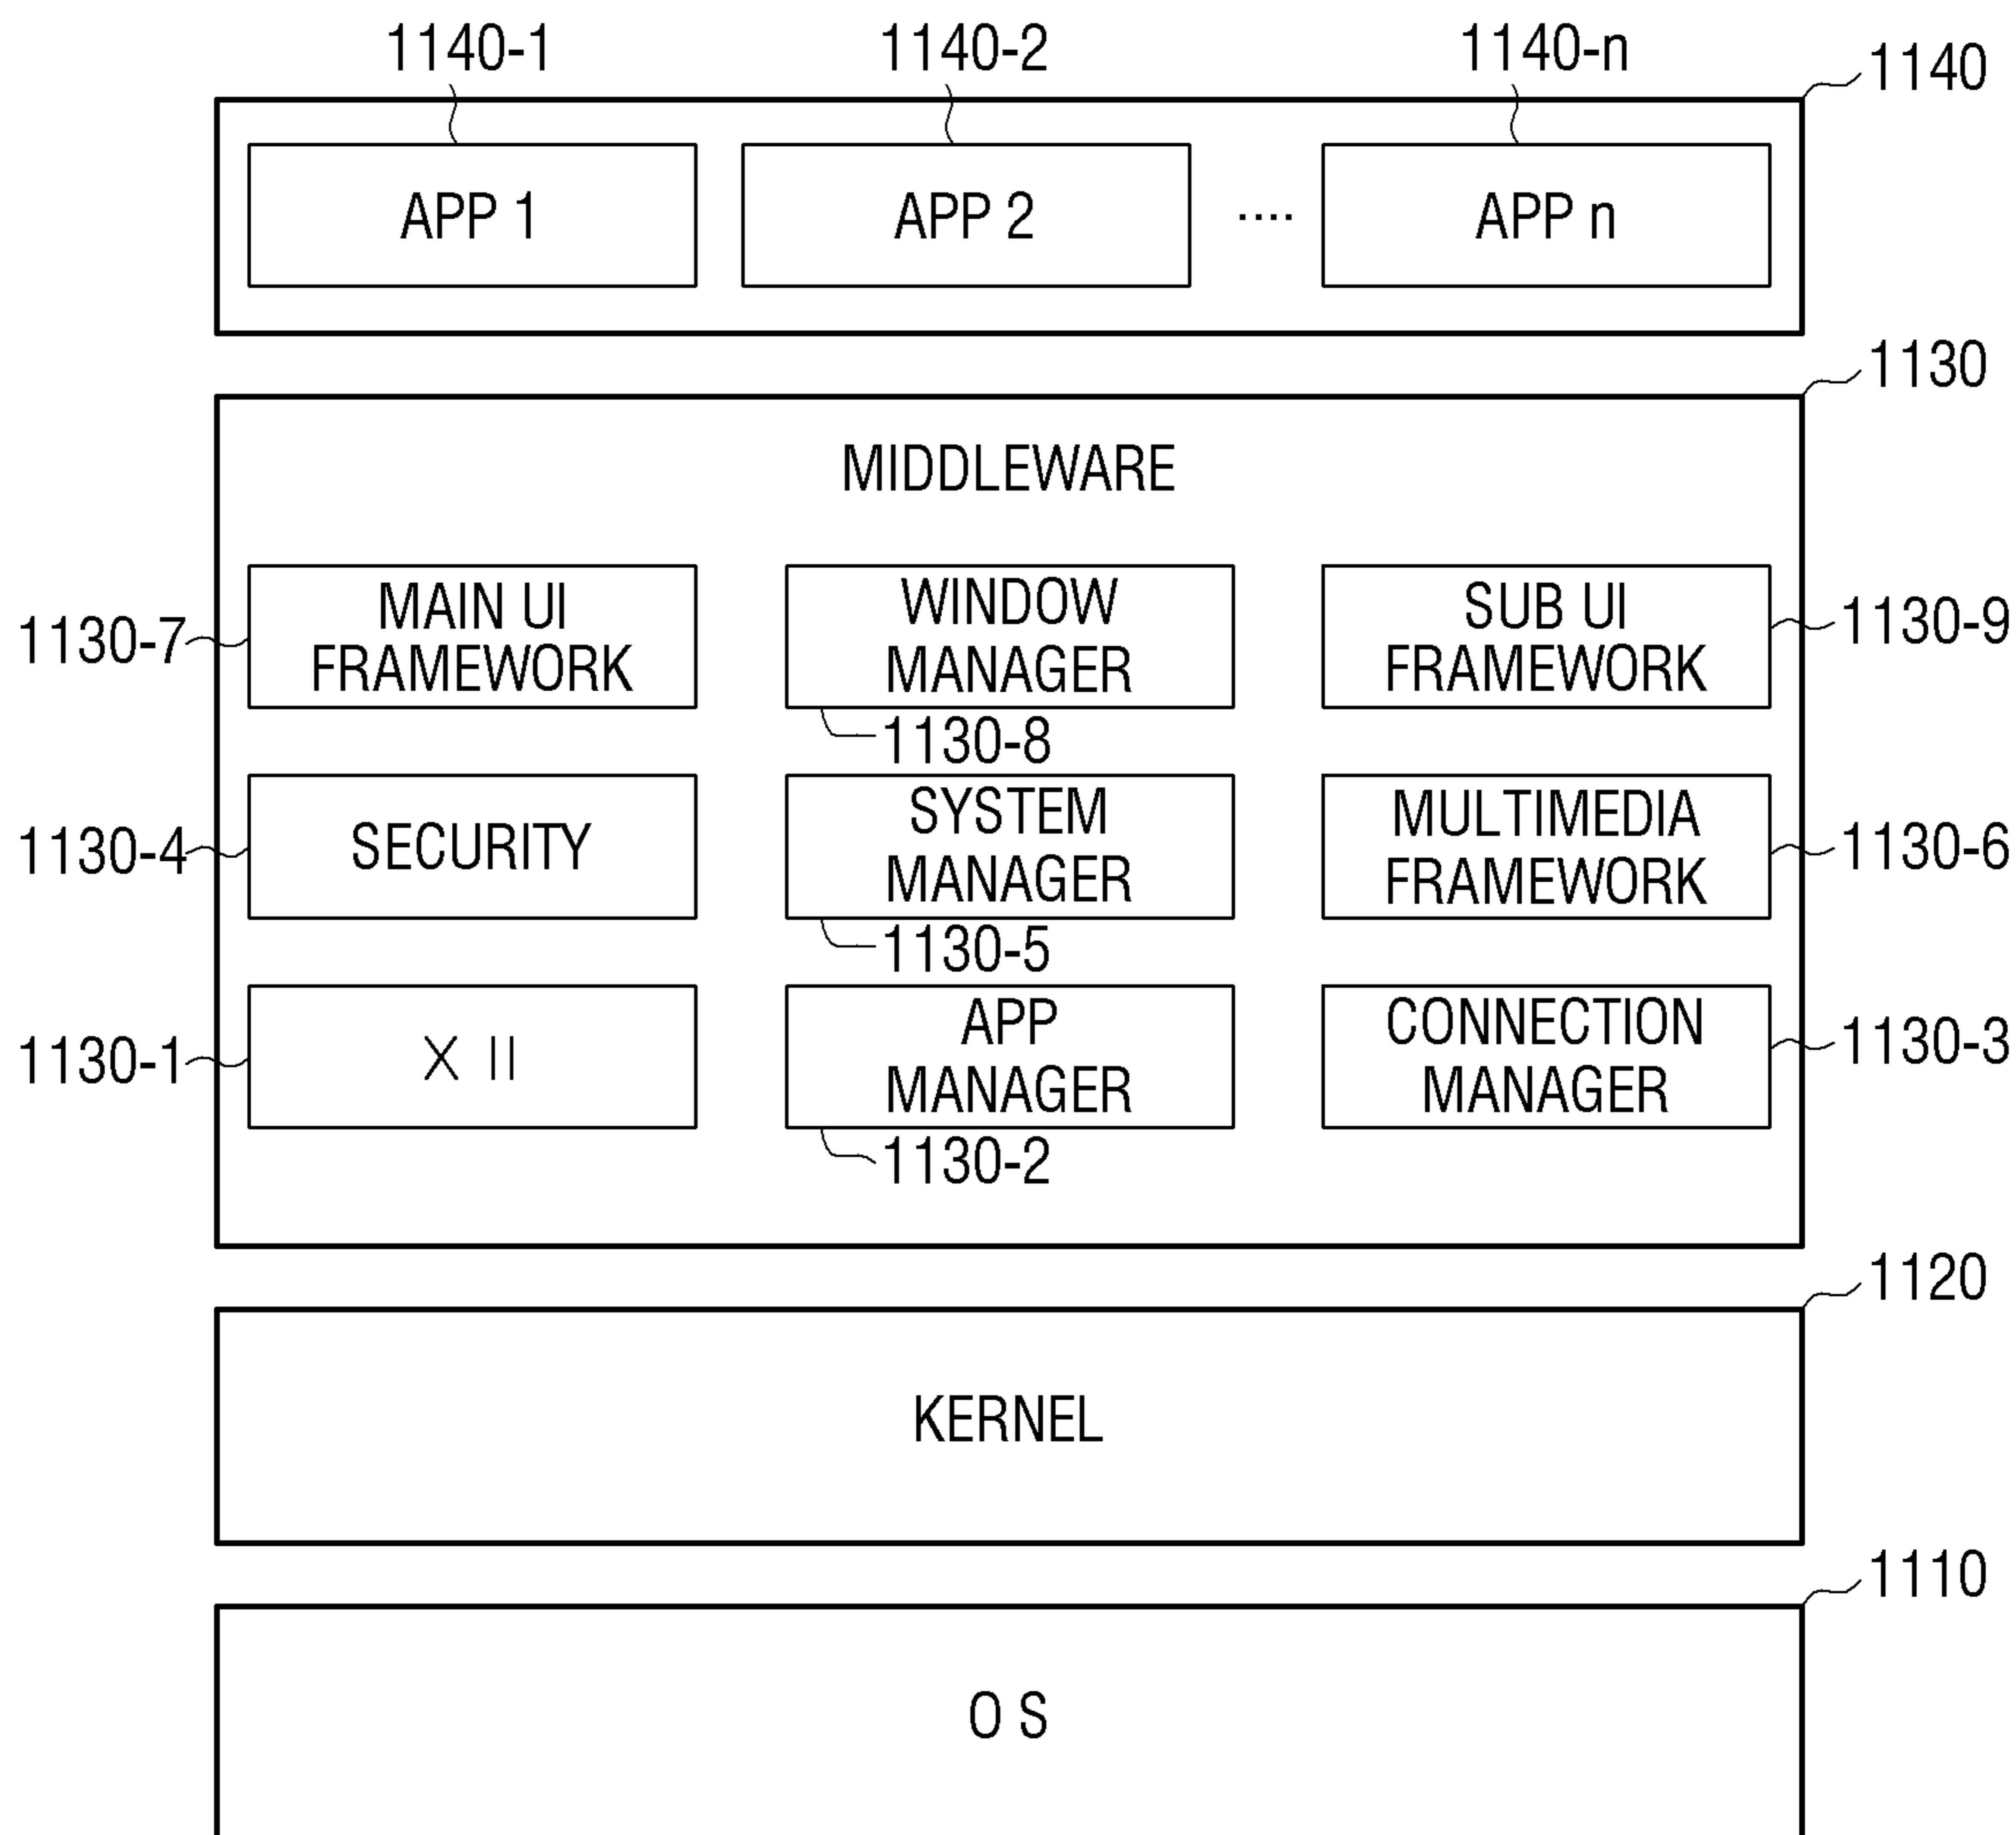 1140-1 1140-2 1140-n
1140
APP 1 APP 2 .... APP n
1130
MIDDLEWARE
1130-7
MAIN UI
FRAMEWORK
WINDOW
MANAGER
1130-8
SUB UI
FRAMEWORK
1130-9
1130-4
SECURITY
SYSTEM
MANAGER
1130-5
MULTIMEDIA
FRAMEWORK
1130-6
1130-1
X II
APP
MANAGER
1130-2
CONNECTION
MANAGER
1130-3
1120
KERNEL
1110
O S